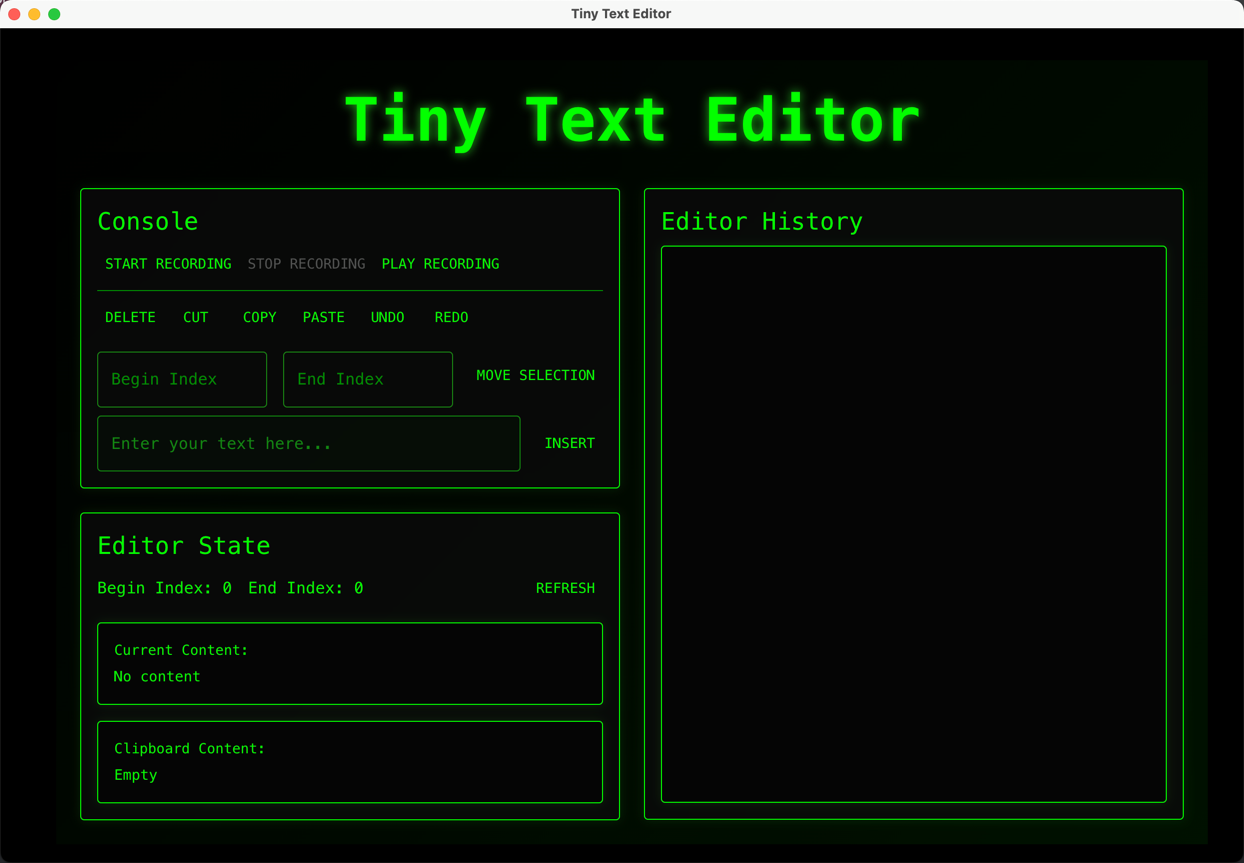 Tiny Text Editor
Tiny Text Editor
Console
START RECORDING STOP RECORDING PLAY RECORDING
DELETE CUT COPY PASTE UNDO REDO
Begin Index End Index MOVE SELECTION
Enter your text here... INSERT
Editor State
Begin Index: 0 End Index: 0 REFRESH
Current Content:
No content
Clipboard Content:
Empty
Editor History